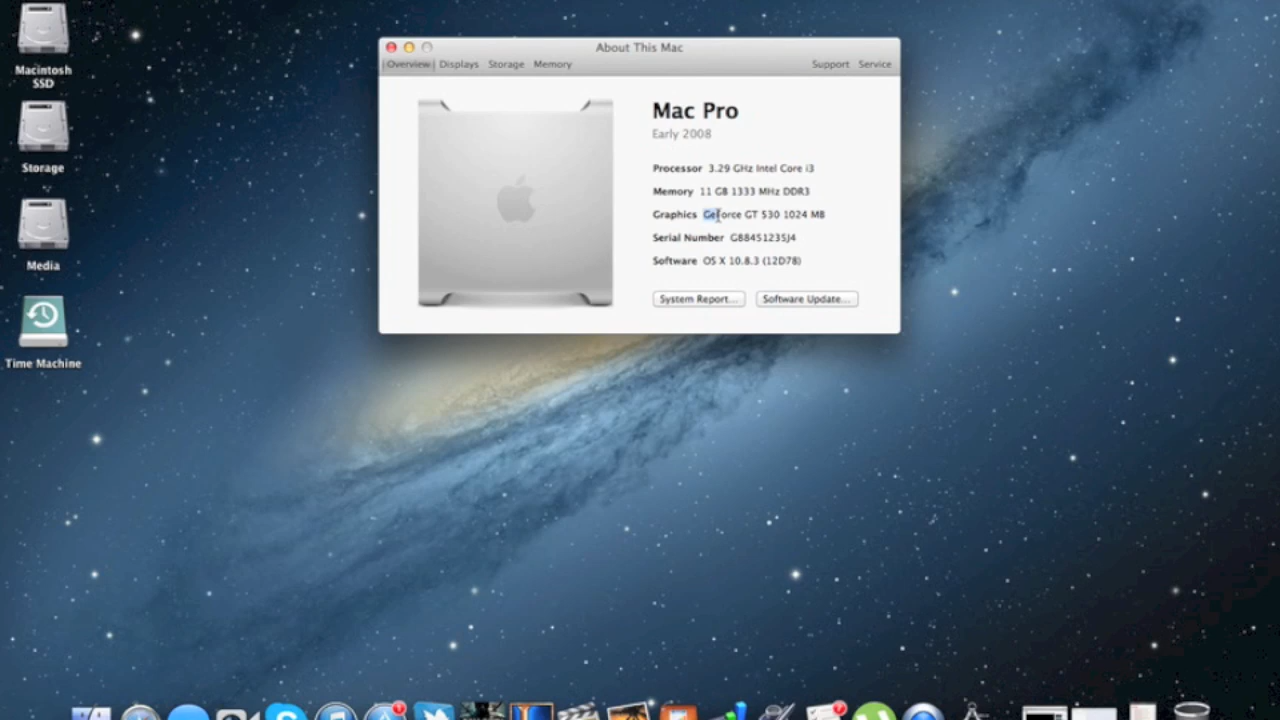 About This Mac
Overview Displays Storage Memory Support Service
Mac Pro
Early 2008
Processor 3.29 GHz Intel Core i3
Memory 11 GB 1333 MHz DDR3
Graphics GeForce GT 530 1024 MB
Serial Number G88451235J4
Software OS X 10.8.3 (12D78)
System Report... Software Update...
Macintosh
SSD
Storage
Media
Time Machine